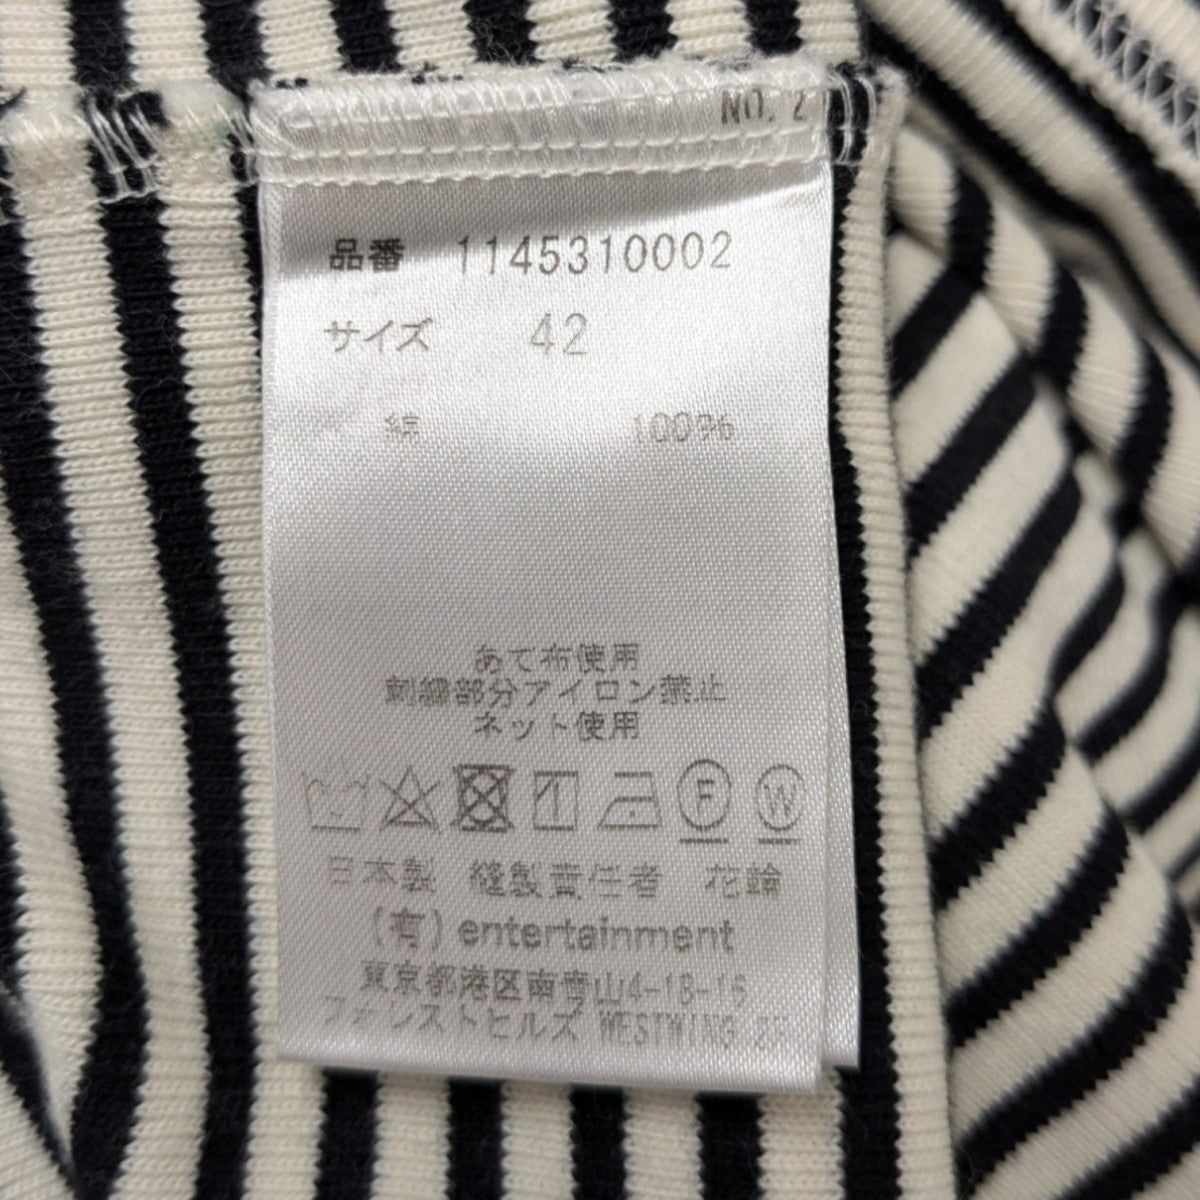 NO. 2
品番 1145310002
サイズ 42
綿 100%
あて布使用
刺繍部分アイロン禁止
ネット使用
F W
日本製 縫製責任者 花輪
(有) entertainment
東京都港区南青山4-18-16
フォレストヒルズ WESTWING 2F